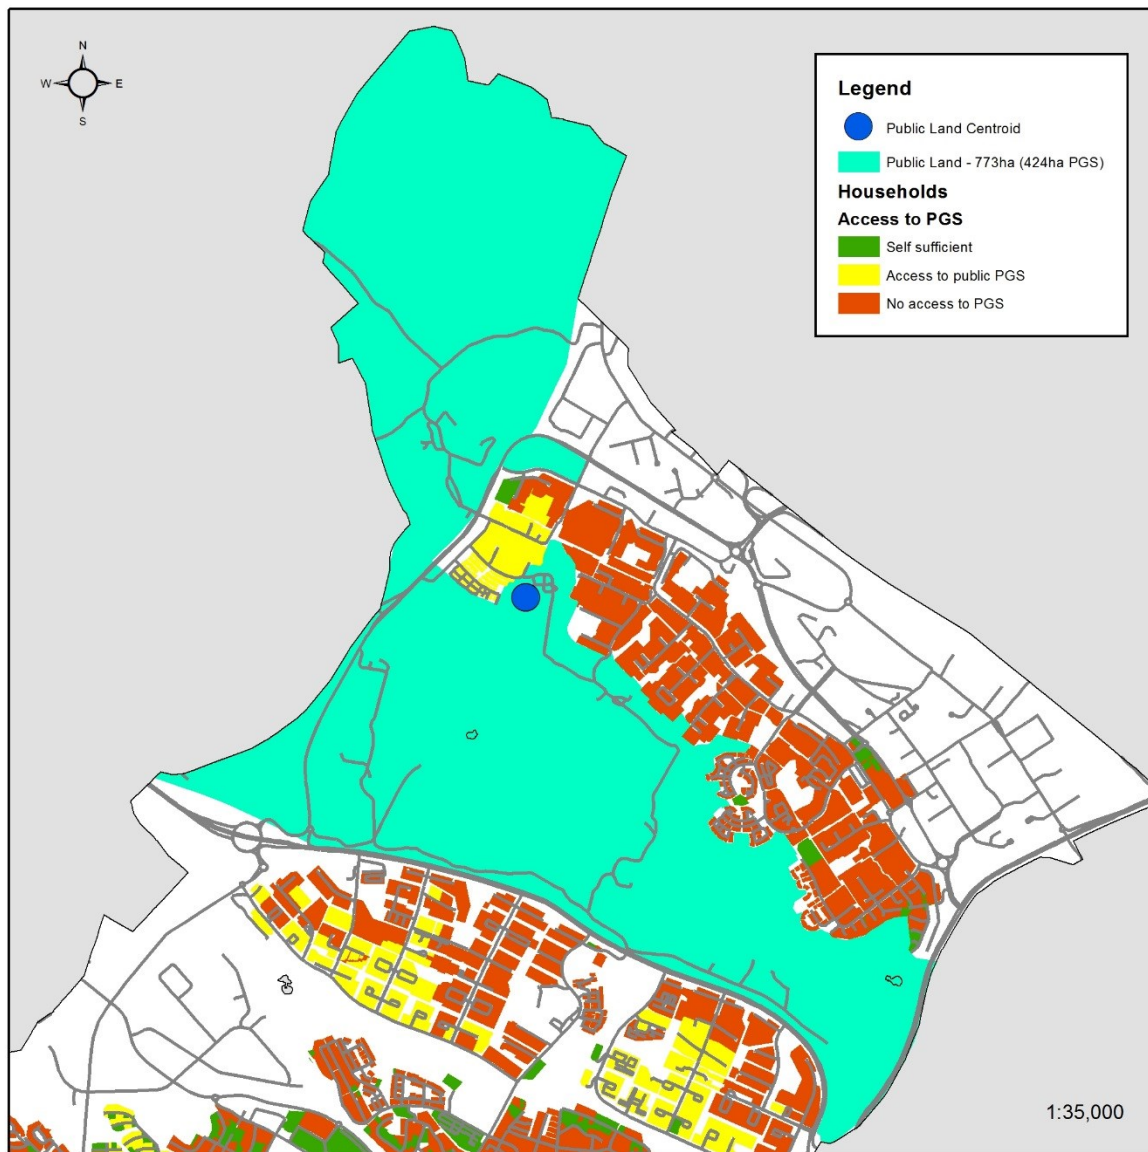 N
W E
S
Legend
Public Land Centroid
Public Land - 773ha (424ha PGS)
Households
Access to PGS
Self sufficient
Access to public PGS
No access to PGS
1:35,000